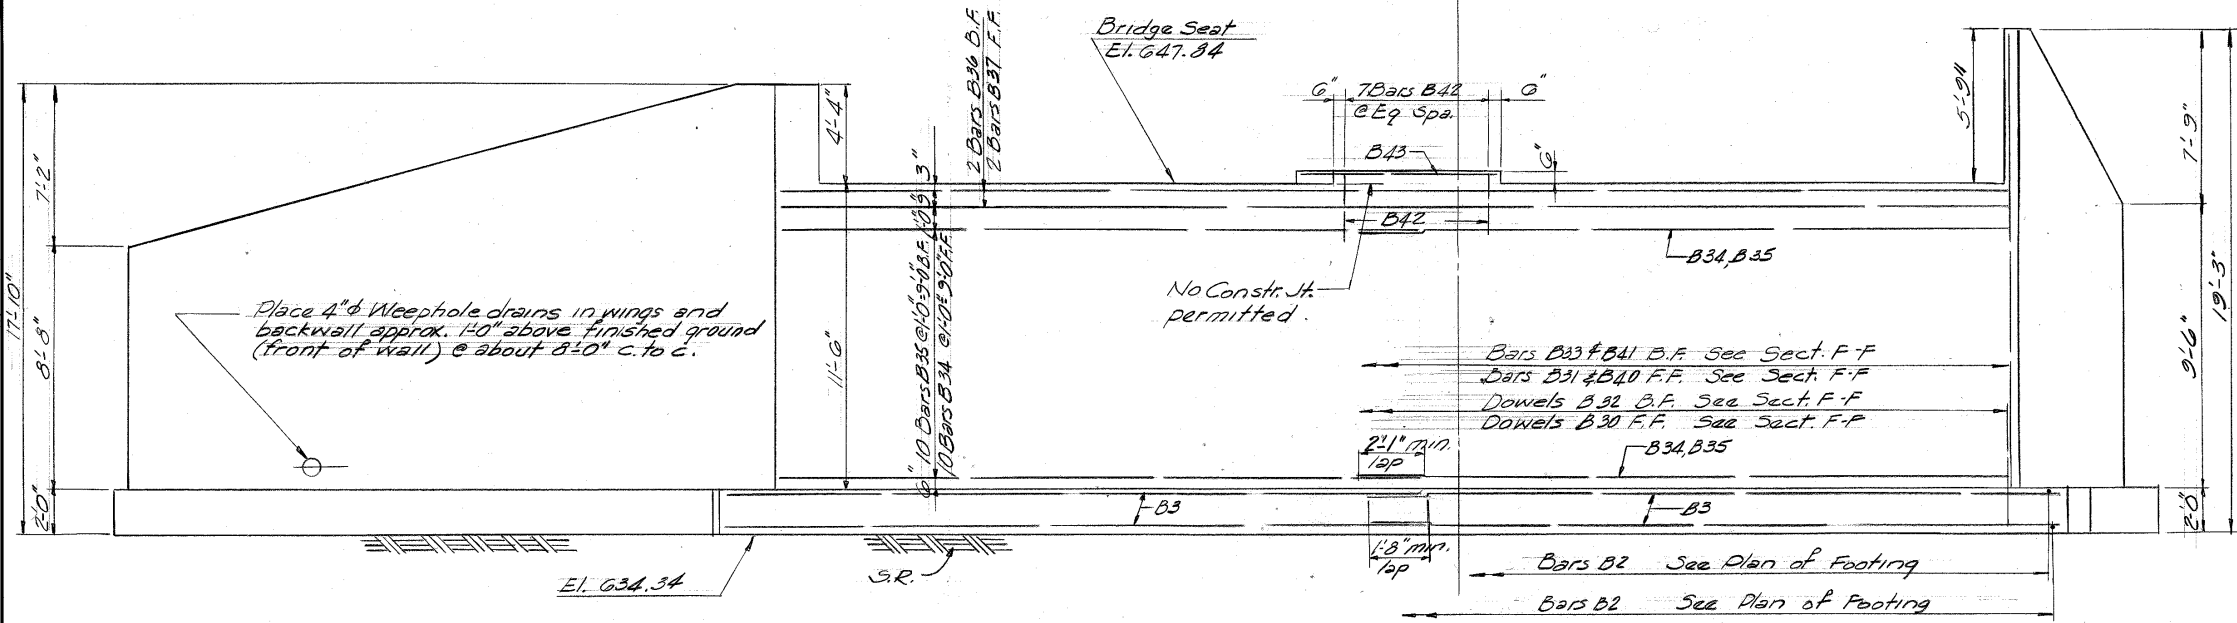 Bridge Seat
El. 647.84
2 Bars B36 B.F.
2 Bars B37 F.F.
6"
7 Bars B42
@ Eq Spa.
6"
B43
6"
5'-9¼
7'-9"
9'-6"
19'-3"
2'-0"
4'-4"
7'-2"
8'-8"
17'-10"
2'-0"
3"
11'-6"
6" 10 Bars B35 @ 1'-0"=9'-0 B.F.
10 Bars B34 @ 1'-0=9'-0 F.F.
B42
B34, B35
No Constr. Jt.
permitted.
Place 4"ϕ Weephole drains in wings and
backwall approx. 1'-0" above finished ground
(front of wall) @ about 8'-0" c. to c.
Bars B33 & B41 B.F. See Sect. F-F
Bars B31 & B40 F.F. See Sect. F-F
Dowels B32 B.F. See Sect. F-F
Dowels B30 F.F. See Sect. F-F
2'-1" min.
lap
B34, B35
B3
B3
1'-8" min.
lap
El. 634.34
S.R.
Bars B2 See Plan of Footing
Bars B2 See Plan of Footing